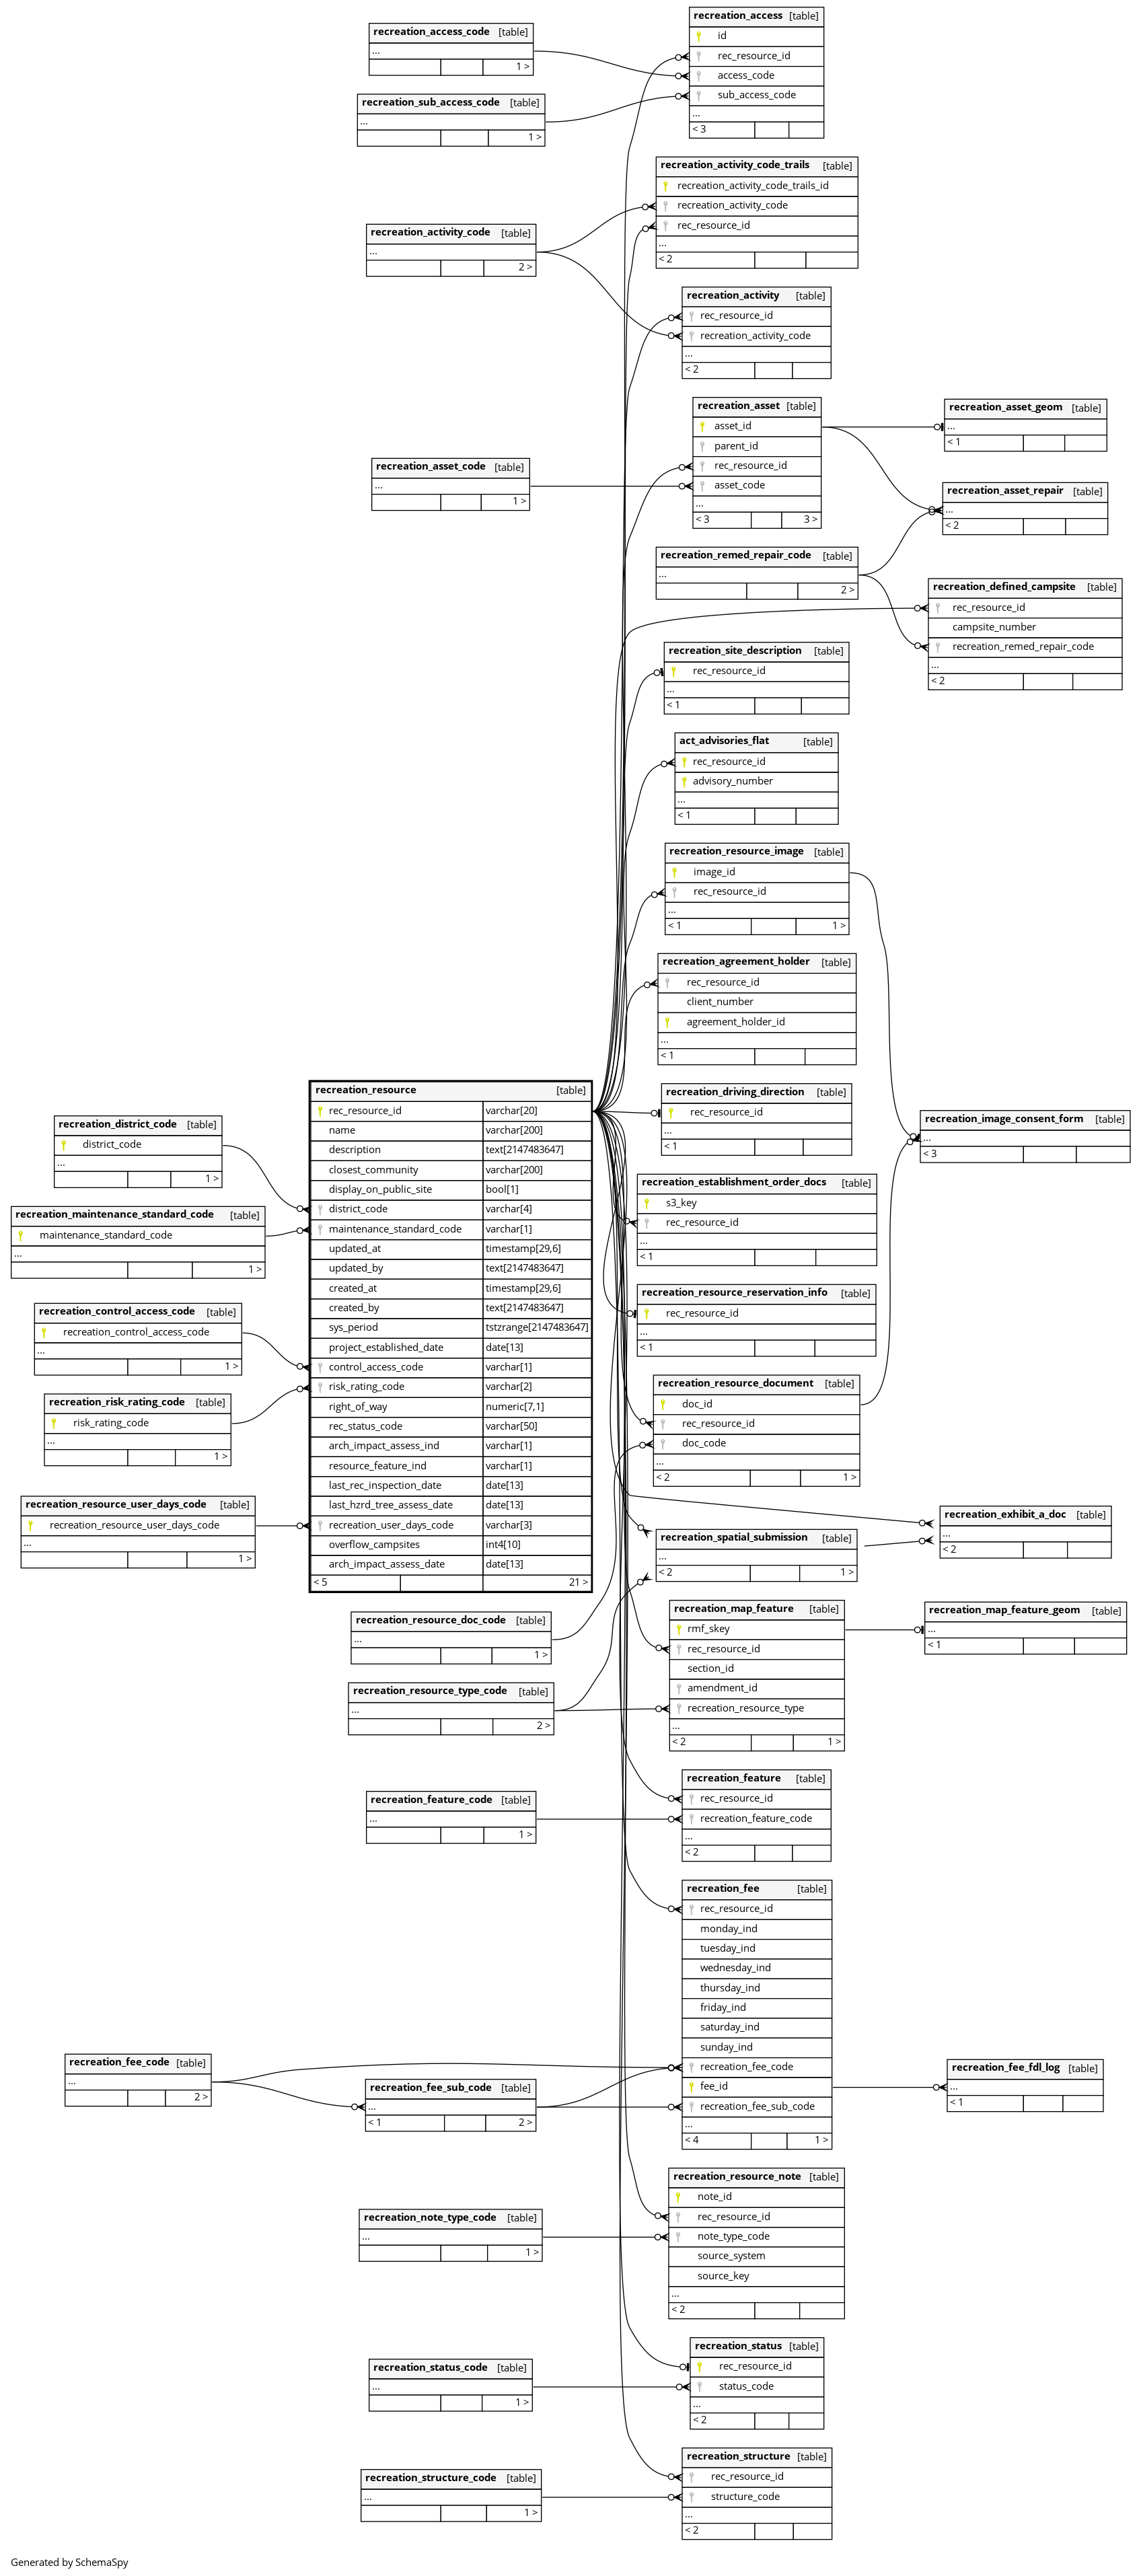 recreation_access [table]
id
rec_resource_id
access_code
sub_access_code
...
< 3
recreation_access_code [table]
...
1 >
recreation_sub_access_code [table]
...
1 >
recreation_activity_code_trails [table]
recreation_activity_code_trails_id
recreation_activity_code
rec_resource_id
...
< 2
recreation_activity_code [table]
...
2 >
recreation_activity [table]
rec_resource_id
recreation_activity_code
...
< 2
recreation_asset [table]
asset_id
parent_id
rec_resource_id
asset_code
...
< 3 3 >
recreation_asset_geom [table]
...
< 1
recreation_asset_code [table]
...
1 >
recreation_asset_repair [table]
...
< 2
recreation_remed_repair_code [table]
...
2 >
recreation_defined_campsite [table]
rec_resource_id
campsite_number
recreation_remed_repair_code
...
< 2
recreation_site_description [table]
rec_resource_id
...
< 1
act_advisories_flat [table]
rec_resource_id
advisory_number
...
< 1
recreation_resource_image [table]
image_id
rec_resource_id
...
< 1 1 >
recreation_agreement_holder [table]
rec_resource_id
client_number
agreement_holder_id
...
< 1
recreation_driving_direction [table]
rec_resource_id
...
< 1
recreation_image_consent_form [table]
...
< 3
recreation_establishment_order_docs [table]
s3_key
rec_resource_id
...
< 1
recreation_resource_reservation_info [table]
rec_resource_id
...
< 1
recreation_resource_document [table]
doc_id
rec_resource_id
doc_code
...
< 2 1 >
recreation_resource [table]
rec_resource_id varchar[20]
name varchar[200]
description text[2147483647]
closest_community varchar[200]
display_on_public_site bool[1]
district_code varchar[4]
maintenance_standard_code varchar[1]
updated_at timestamp[29,6]
updated_by text[2147483647]
created_at timestamp[29,6]
created_by text[2147483647]
sys_period tstzrange[2147483647]
project_established_date date[13]
control_access_code varchar[1]
risk_rating_code varchar[2]
right_of_way numeric[7,1]
rec_status_code varchar[50]
arch_impact_assess_ind varchar[1]
resource_feature_ind varchar[1]
last_rec_inspection_date date[13]
last_hzrd_tree_assess_date date[13]
recreation_user_days_code varchar[3]
overflow_campsites int4[10]
arch_impact_assess_date date[13]
< 5 21 >
recreation_district_code [table]
district_code
...
1 >
recreation_maintenance_standard_code [table]
maintenance_standard_code
...
1 >
recreation_control_access_code [table]
recreation_control_access_code
...
1 >
recreation_risk_rating_code [table]
risk_rating_code
...
1 >
recreation_resource_user_days_code [table]
recreation_resource_user_days_code
...
1 >
recreation_exhibit_a_doc [table]
...
< 2
recreation_spatial_submission [table]
...
< 2 1 >
recreation_map_feature [table]
rmf_skey
rec_resource_id
section_id
amendment_id
recreation_resource_type
...
< 2 1 >
recreation_map_feature_geom [table]
...
< 1
recreation_resource_doc_code [table]
...
1 >
recreation_resource_type_code [table]
...
2 >
recreation_feature [table]
rec_resource_id
recreation_feature_code
...
< 2
recreation_feature_code [table]
...
1 >
recreation_fee [table]
rec_resource_id
monday_ind
tuesday_ind
wednesday_ind
thursday_ind
friday_ind
saturday_ind
sunday_ind
recreation_fee_code
fee_id
recreation_fee_sub_code
...
< 4 1 >
recreation_fee_code [table]
...
2 >
recreation_fee_sub_code [table]
...
< 1 2 >
recreation_fee_fdl_log [table]
...
< 1
recreation_resource_note [table]
note_id
rec_resource_id
note_type_code
source_system
source_key
...
< 2
recreation_note_type_code [table]
...
1 >
recreation_status [table]
rec_resource_id
status_code
...
< 2
recreation_status_code [table]
...
1 >
recreation_structure [table]
rec_resource_id
structure_code
...
< 2
recreation_structure_code [table]
...
1 >
Generated by SchemaSpy